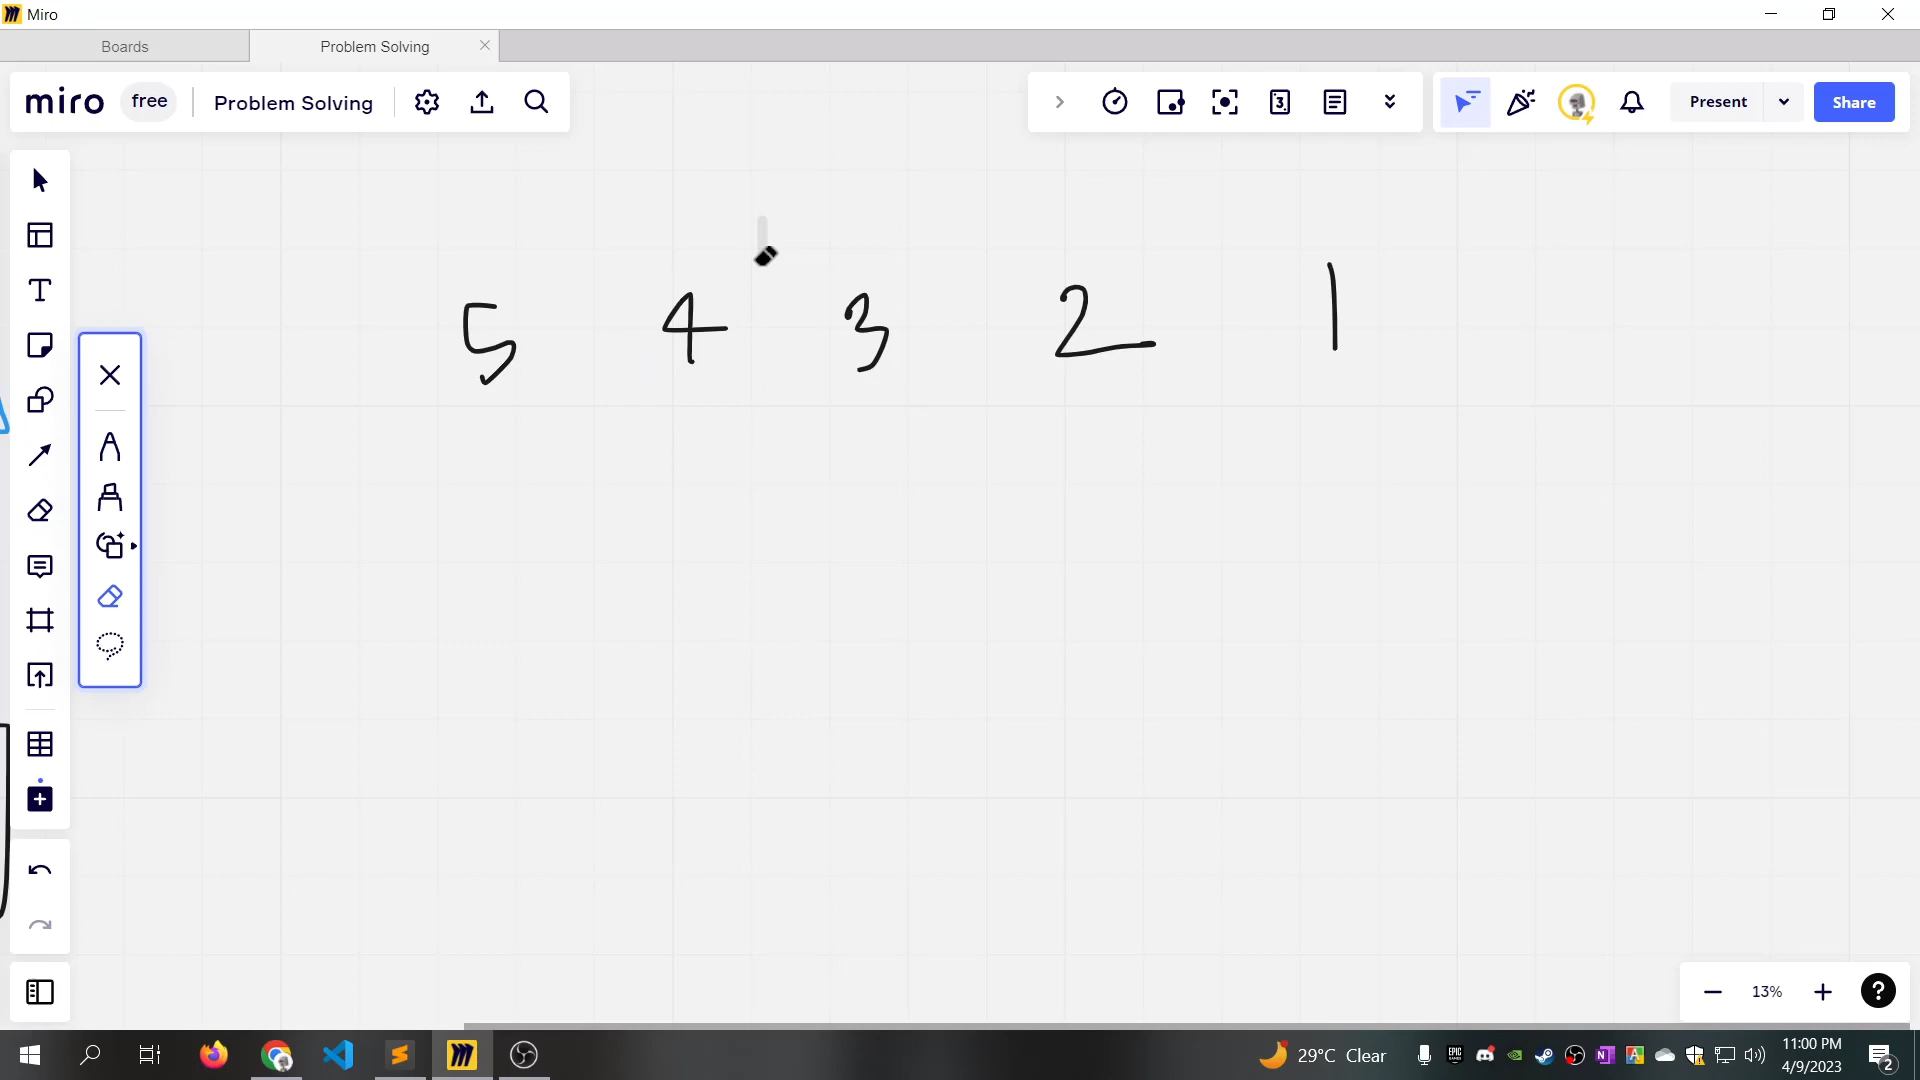 Miro
Boards
Problem Solving
miro free Problem Solving
Present
Share
5 4 3 2 1
13%
29°C Clear
11:00 PM
4/9/2023
2